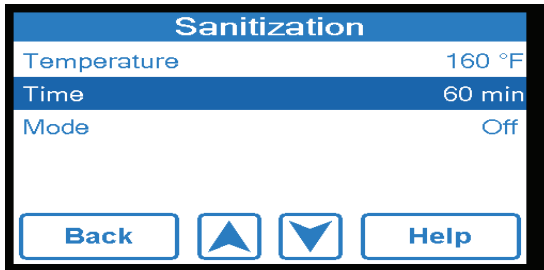 Sanitization
Temperature 160 °F
Time 60 min
Mode Off
Back Help